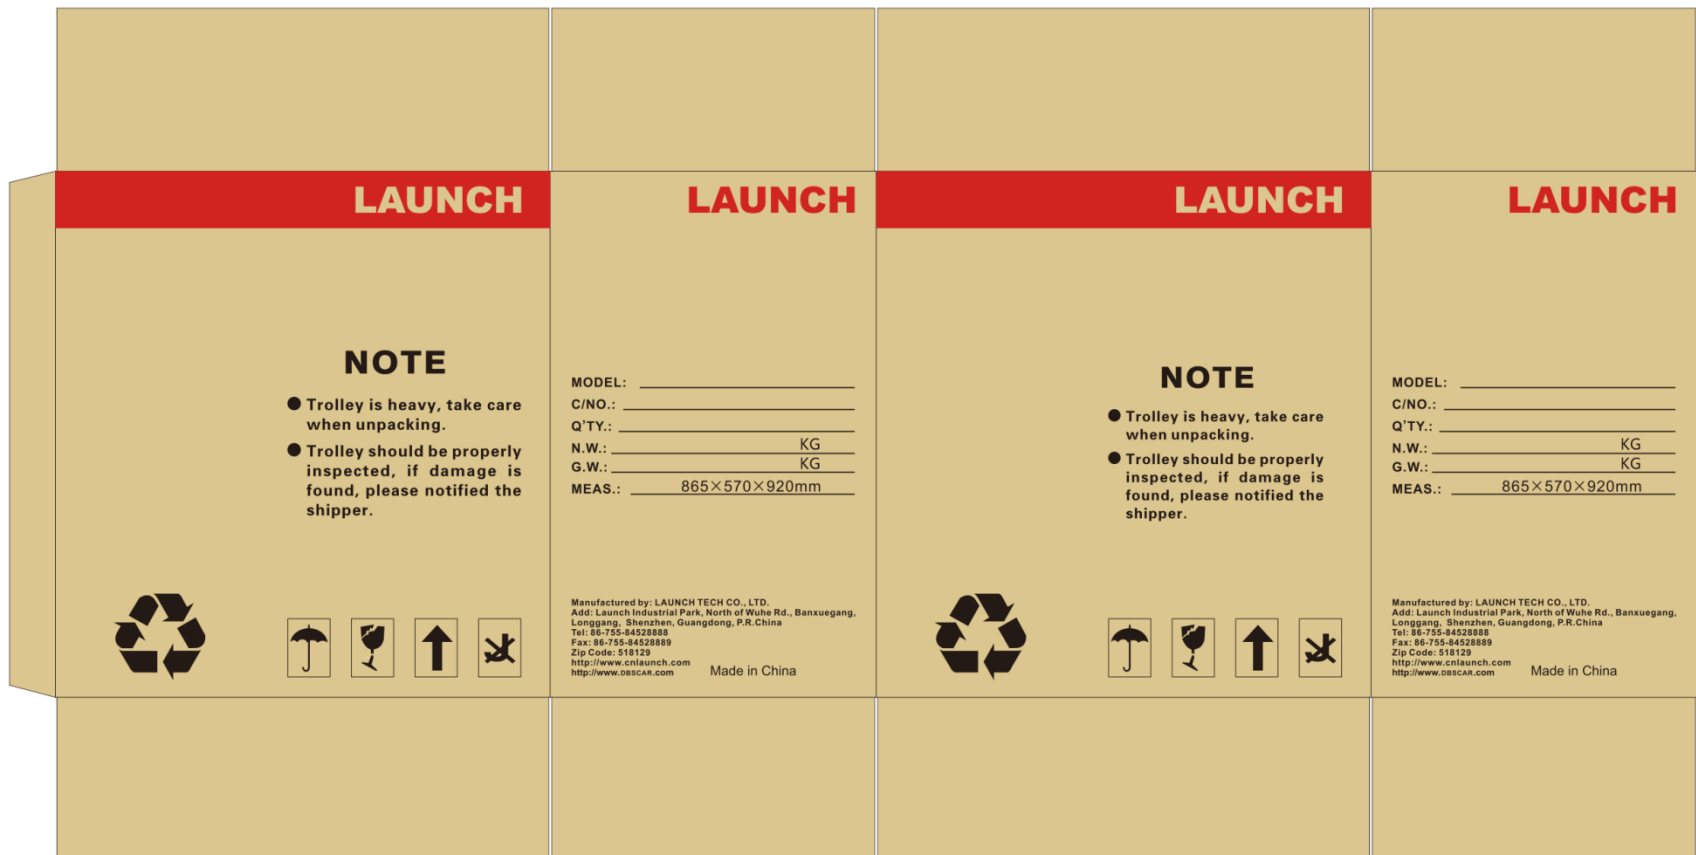 LAUNCH
NOTE
● Trolley is heavy, take care
when unpacking.
● Trolley should be properly
inspected, if damage is
found, please notified the
shipper.
LAUNCH
MODEL:
C/NO.:
Q'TY.:
N.W.: KG
G.W.: KG
MEAS.: 865×570×920mm
Manufactured by: LAUNCH TECH CO., LTD.
Add: Launch Industrial Park, North of Wuhe Rd., Banxuegang,
Longgang, Shenzhen, Guangdong, P.R.China
Tel: 86-755-84528888
Fax: 86-755-84528889
Zip Code: 518129
http://www.cnlaunch.com
http://www.DBSCAR.com Made in China
LAUNCH
NOTE
● Trolley is heavy, take care
when unpacking.
● Trolley should be properly
inspected, if damage is
found, please notified the
shipper.
LAUNCH
MODEL:
C/NO.:
Q'TY.:
N.W.: KG
G.W.: KG
MEAS.: 865×570×920mm
Manufactured by: LAUNCH TECH CO., LTD.
Add: Launch Industrial Park, North of Wuhe Rd., Banxuegang,
Longgang, Shenzhen, Guangdong, P.R.China
Tel: 86-755-84528888
Fax: 86-755-84528889
Zip Code: 518129
http://www.cnlaunch.com
http://www.DBSCAR.com Made in China